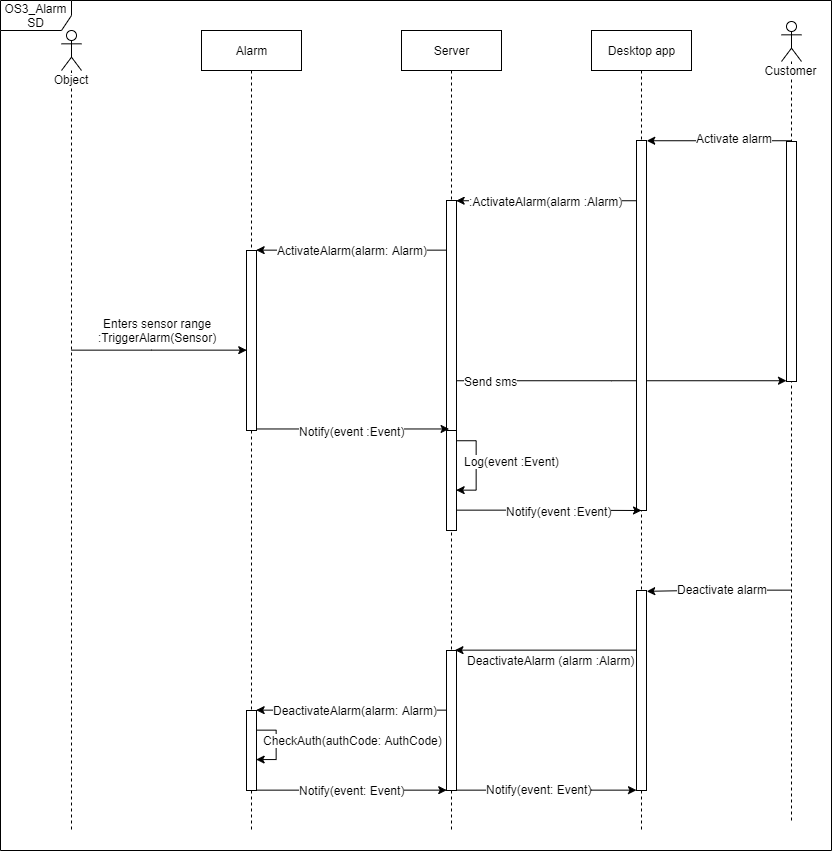 OS3_Alarm
SD
Object
Alarm
Server
Desktop app
Customer
Activate alarm
:ActivateAlarm(alarm :Alarm)
ActivateAlarm(alarm: Alarm)
Enters sensor range
:TriggerAlarm(Sensor)
Send sms
Notify(event :Event)
Log(event :Event)
Notify(event :Event)
Deactivate alarm
DeactivateAlarm (alarm :Alarm)
DeactivateAlarm(alarm: Alarm)
CheckAuth(authCode: AuthCode)
Notify(event: Event)
Notify(event: Event)